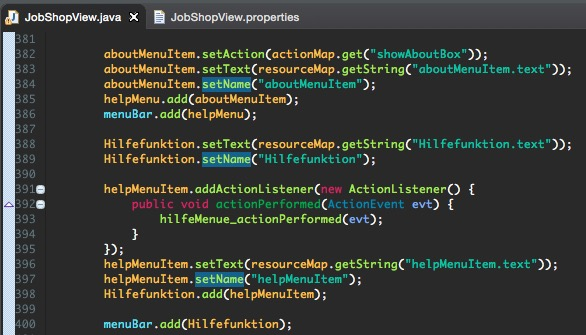 JobShopView.java JobShopView.properties
381
382 aboutMenuItem.setAction(actionMap.get("showAboutBox"));
383 aboutMenuItem.setText(resourceMap.getString("aboutMenuItem.text"));
384 aboutMenuItem.setName("aboutMenuItem");
385 helpMenu.add(aboutMenuItem);
386 menuBar.add(helpMenu);
387
388 Hilfefunktion.setText(resourceMap.getString("Hilfefunktion.text"));
389 Hilfefunktion.setName("Hilfefunktion");
390
391 helpMenuItem.addActionListener(new ActionListener() {
392 public void actionPerformed(ActionEvent evt) {
393 hilfeMenue_actionPerformed(evt);
394 }
395 });
396 helpMenuItem.setText(resourceMap.getString("helpMenuItem.text"));
397 helpMenuItem.setName("helpMenuItem");
398 Hilfefunktion.add(helpMenuItem);
399
400 menuBar.add(Hilfefunktion);